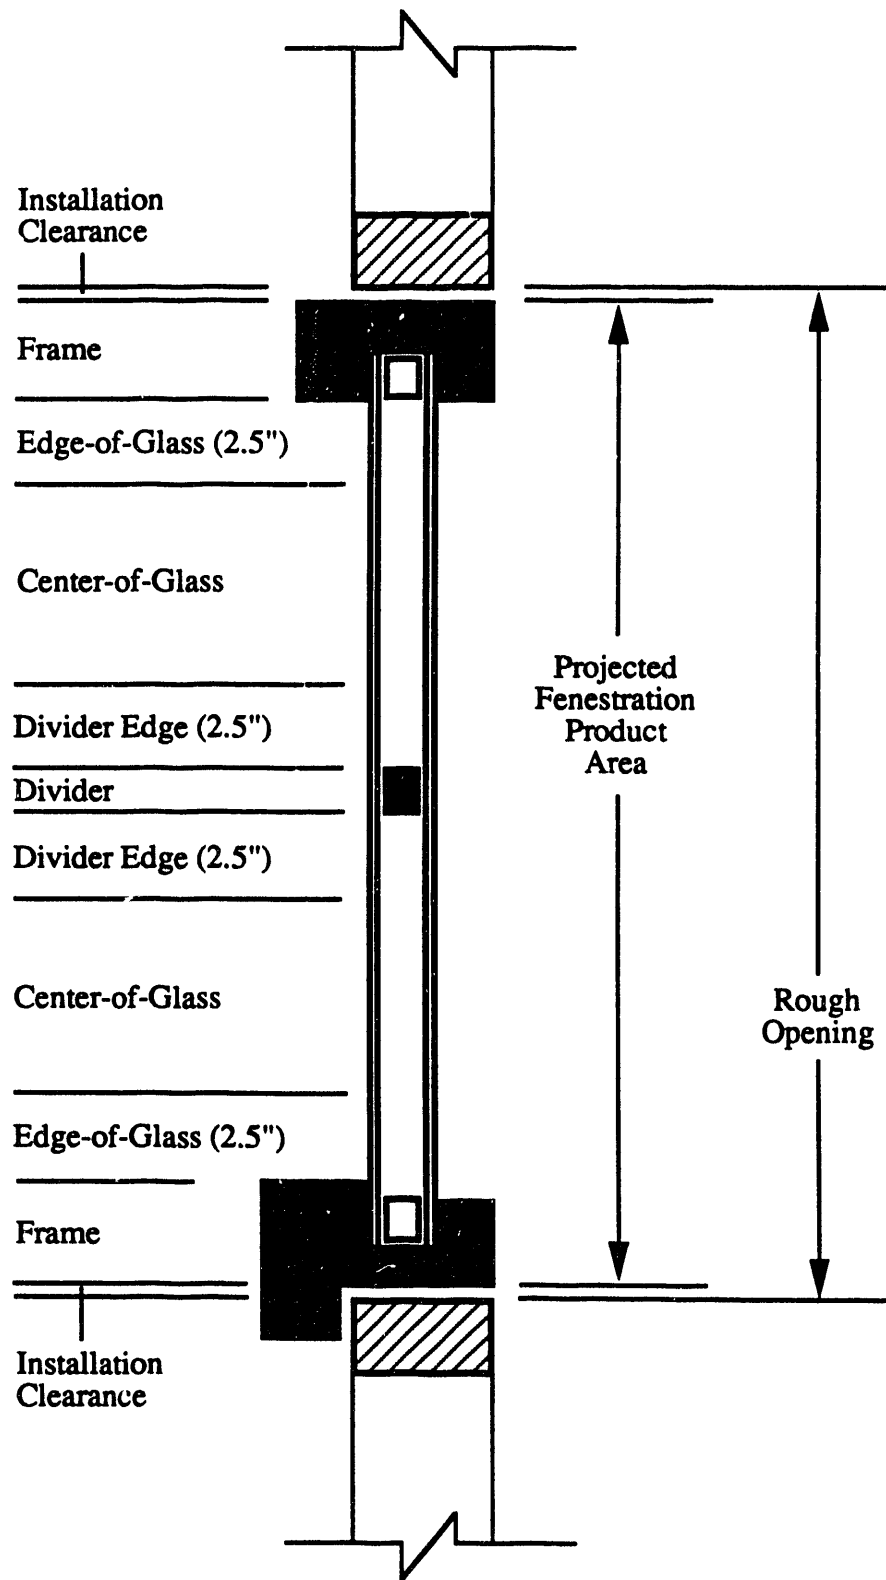 Installation
Clearance
Frame
Edge-of-Glass (2.5")
Center-of-Glass
Divider Edge (2.5")
Divider
Divider Edge (2.5")
Center-of-Glass
Edge-of-Glass (2.5")
Frame
Installation
Clearance
Projected
Fenestration
Product
Area
Rough
Opening